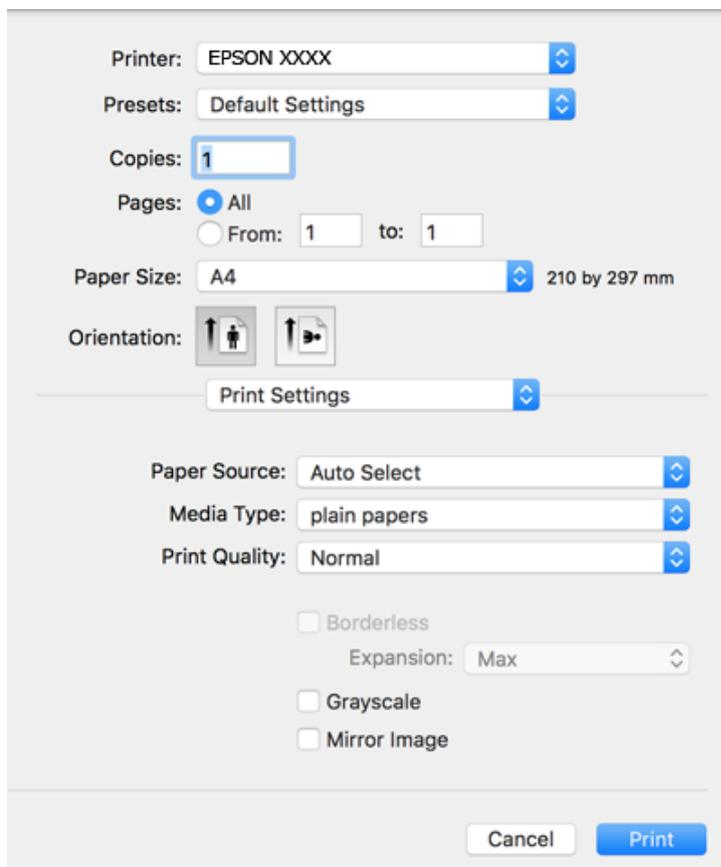 Printer: EPSON XXXX
Presets: Default Settings
Copies: 1
Pages: All
From: 1 to: 1
Paper Size: A4 210 by 297 mm
Orientation:
Print Settings
Paper Source: Auto Select
Media Type: plain papers
Print Quality: Normal
Borderless
Expansion: Max
Grayscale
Mirror Image
Cancel Print